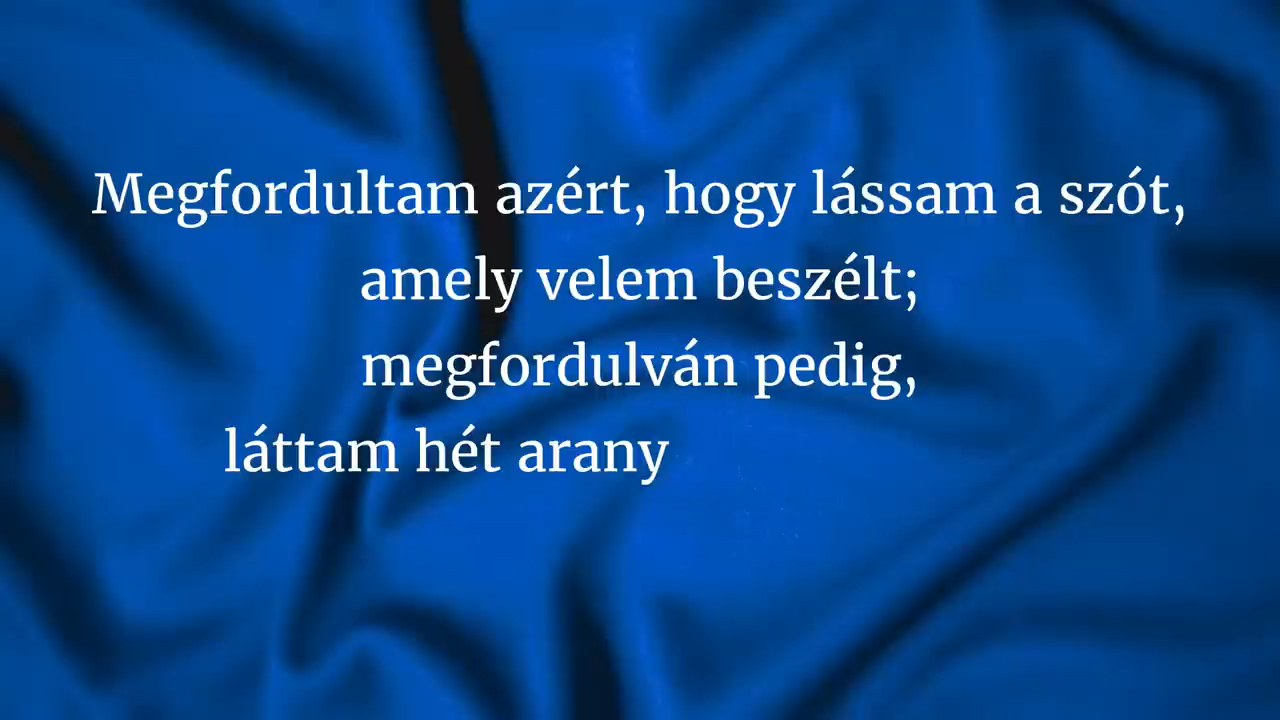 Megfordultam azért, hogy lássam a szót,
amely velem beszélt;
megfordulván pedig,
láttam hét arany